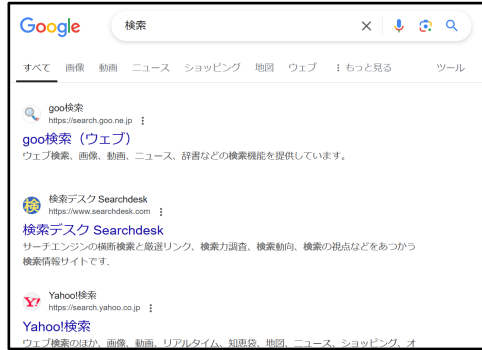 Google
検索
すべて 画像 動画 ニュース ショッピング 地図 ウェブ もっと見る ツール
goo検索
https://search.goo.ne.jp
goo検索（ウェブ）
ウェブ検索、画像、動画、ニュース、辞書などの検索機能を提供しています。
検
検索デスク Searchdesk
https://www.searchdesk.com
検索デスク Searchdesk
サーチエンジンの横断検索と厳選リンク、検索力調査、検索動向、検索の視点などをあつかう
検索情報サイトです.
Y!
Yahoo!検索
https://search.yahoo.co.jp
Yahoo!検索
ウェブ検索のほか、画像、動画、リアルタイム、知恵袋、地図、ニュース、ショッピング、オ